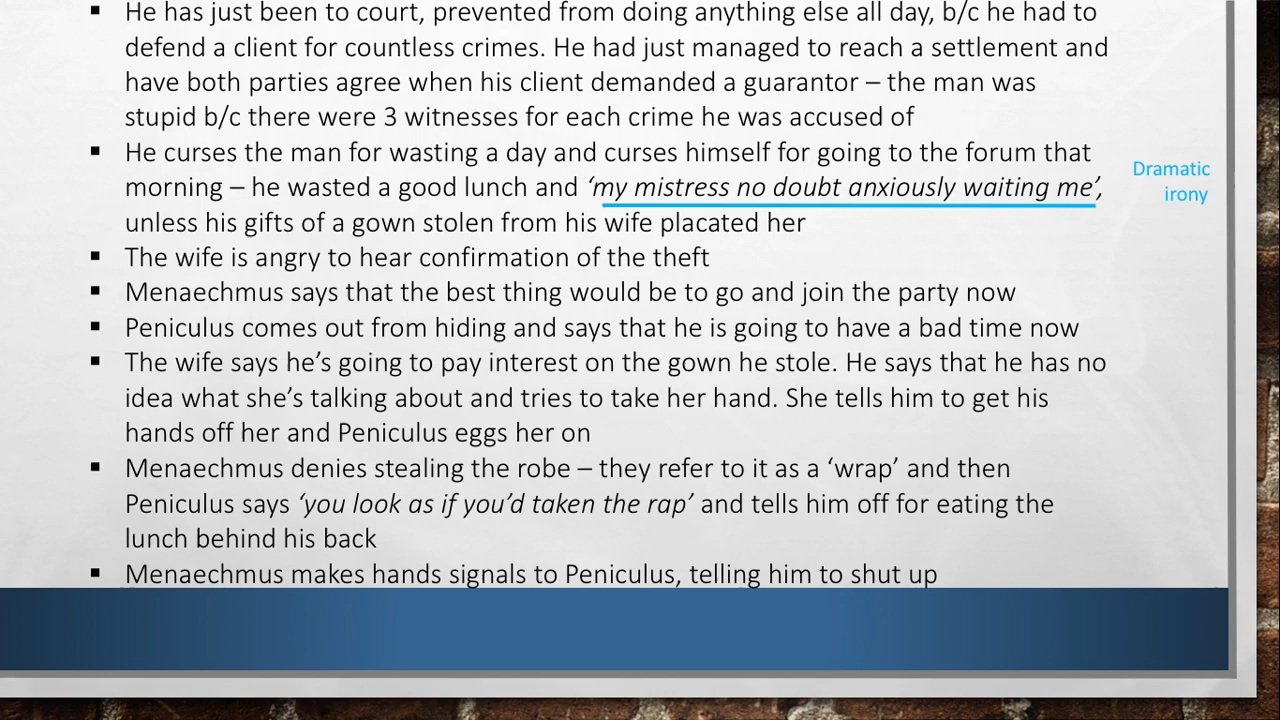 ▪ He has just been to court, prevented from doing anything else all day, b/c he had to
defend a client for countless crimes. He had just managed to reach a settlement and
have both parties agree when his client demanded a guarantor – the man was
stupid b/c there were 3 witnesses for each crime he was accused of
▪ He curses the man for wasting a day and curses himself for going to the forum that
morning – he wasted a good lunch and ‘my mistress no doubt anxiously waiting me’,
unless his gifts of a gown stolen from his wife placated her
Dramatic
irony
▪ The wife is angry to hear confirmation of the theft
▪ Menaechmus says that the best thing would be to go and join the party now
▪ Peniculus comes out from hiding and says that he is going to have a bad time now
▪ The wife says he’s going to pay interest on the gown he stole. He says that he has no
idea what she’s talking about and tries to take her hand. She tells him to get his
hands off her and Peniculus eggs her on
▪ Menaechmus denies stealing the robe – they refer to it as a ‘wrap’ and then
Peniculus says ‘you look as if you’d taken the rap’ and tells him off for eating the
lunch behind his back
▪ Menaechmus makes hands signals to Peniculus, telling him to shut up